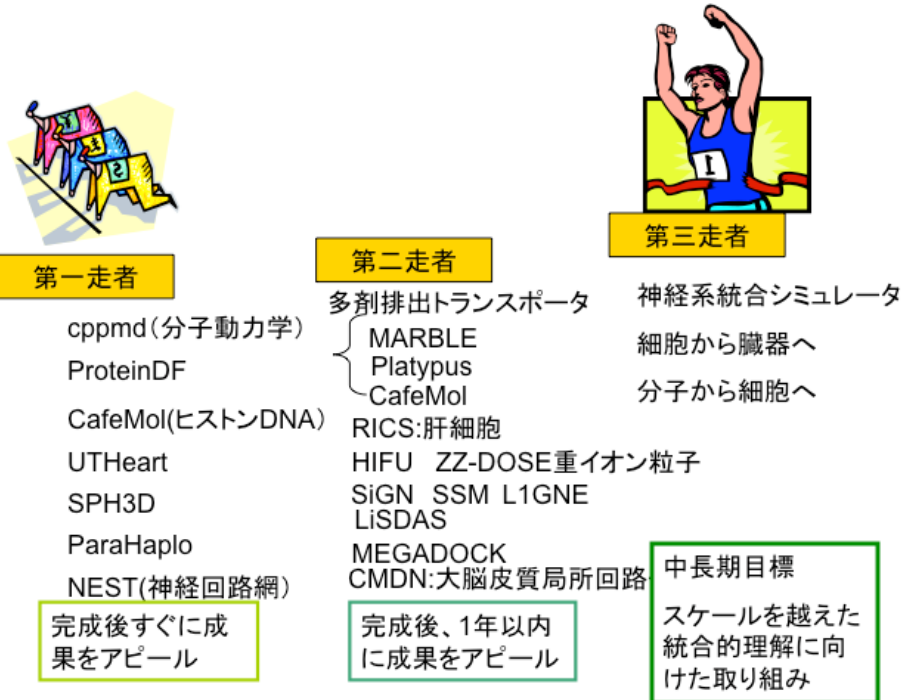 第一走者
cppmd（分子動力学）
ProteinDF
CafeMol(ヒストンDNA）
UTHeart
SPH3D
ParaHaplo
NEST(神経回路網）
完成後すぐに成
果をアピール
第二走者
多剤排出トランスポータ
MARBLE
Platypus
CafeMol
RICS:肝細胞
HIFU ZZ-DOSE重イオン粒子
SiGN SSM L1GNE
LiSDAS
MEGADOCK
CMDN:大脳皮質局所回路
完成後、1年以内
に成果をアピール
1
第三走者
神経系統合シミュレータ
細胞から臓器へ
分子から細胞へ
中長期目標
スケールを越えた
統合的理解に向
けた取り組み